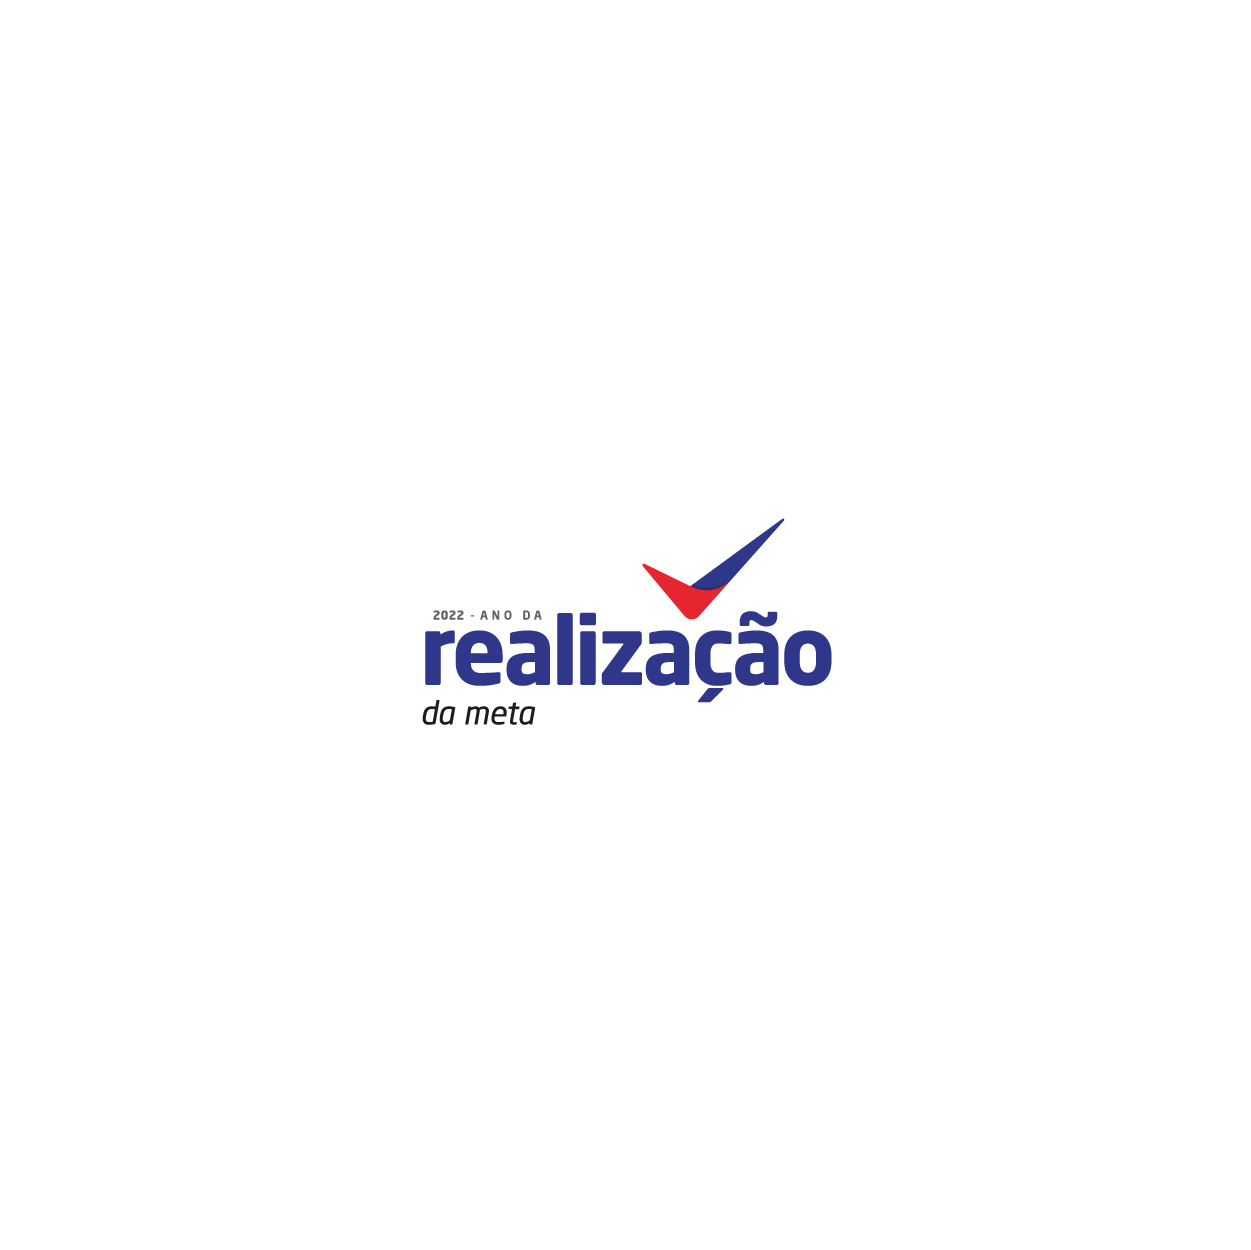 2022 - ANO DA
realização
da meta